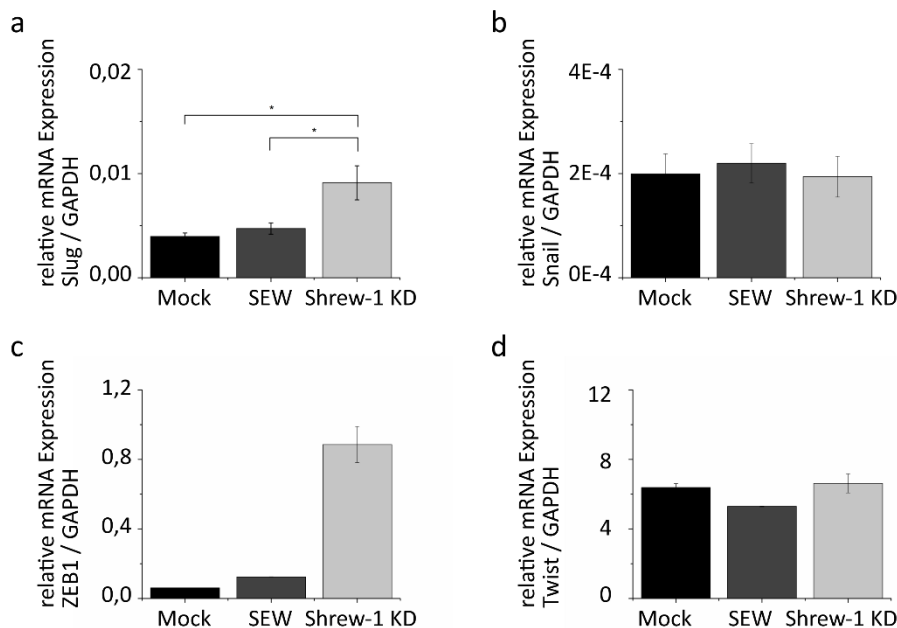 a
relative mRNA Expression
Slug / GAPDH
0,02
0,01
0,00
*
*
Mock SEW Shrew-1 KD
b
relative mRNA Expression
Snail / GAPDH
4E-4
2E-4
0E-4
Mock SEW Shrew-1 KD
c
relative mRNA Expression
ZEB1 / GAPDH
1,2
0,8
0,4
0,0
Mock SEW Shrew-1 KD
d
relative mRNA Expression
Twist / GAPDH
12
8
4
0
Mock SEW Shrew-1 KD